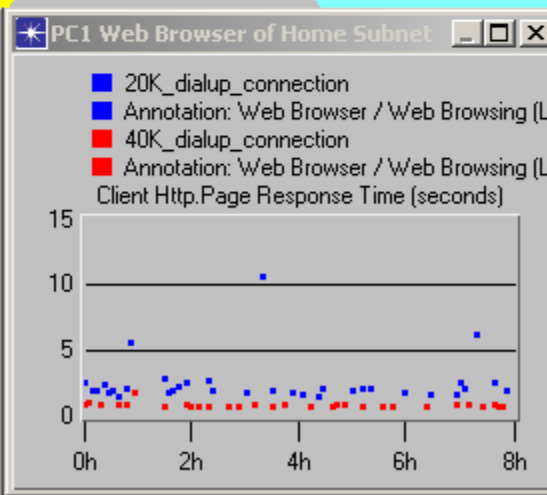 PC1 Web Browser of Home Subnet
20K_dialup_connection
Annotation: Web Browser / Web Browsing (L
40K_dialup_connection
Annotation: Web Browser / Web Browsing (L
Client Http.Page Response Time (seconds)
15
10
5
0
0h 2h 4h 6h 8h